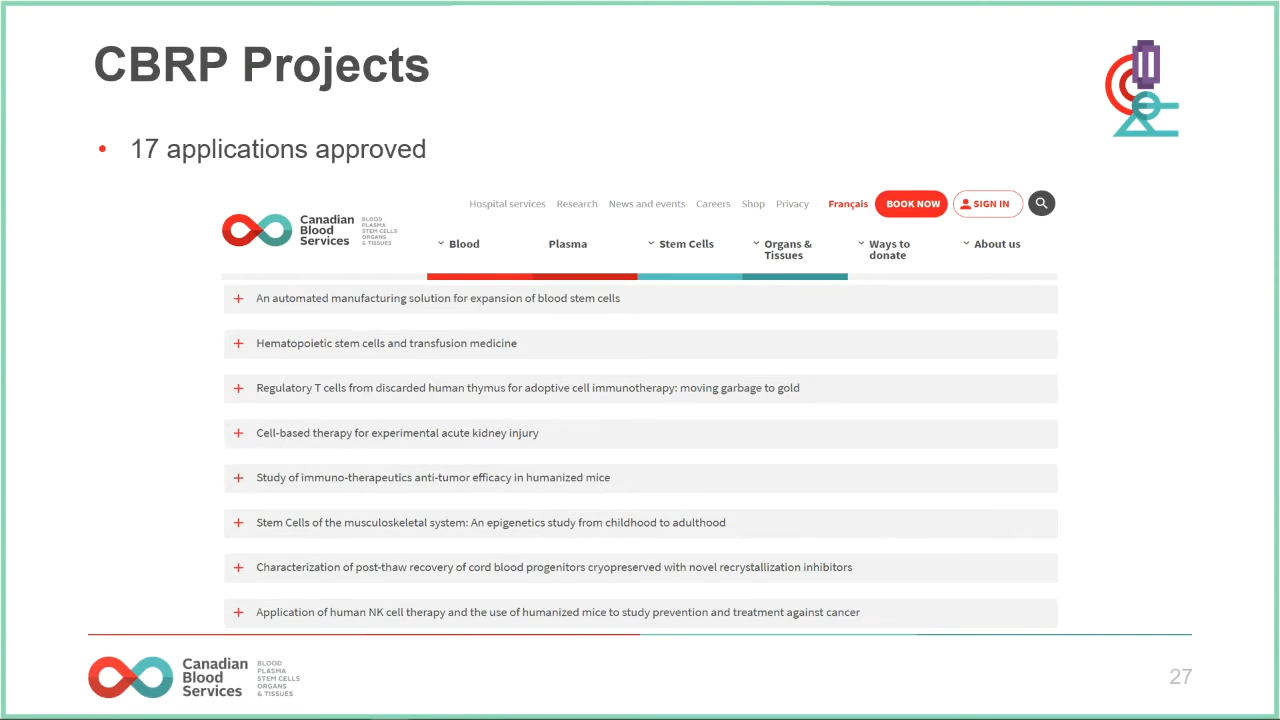 CBRP Projects
• 17 applications approved
Hospital services Research News and events Careers Shop Privacy Français BOOK NOW SIGN IN
Canadian
Blood
Services
BLOOD
PLASMA
STEM CELLS
ORGANS
& TISSUES
Blood Plasma Stem Cells Organs & Ways to About us
Tissues donate
+ An automated manufacturing solution for expansion of blood stem cells
+ Hematopoietic stem cells and transfusion medicine
+ Regulatory T cells from discarded human thymus for adoptive cell immunotherapy: moving garbage to gold
+ Cell-based therapy for experimental acute kidney injury
+ Study of immuno-therapeutics anti-tumor efficacy in humanized mice
+ Stem Cells of the musculoskeletal system: An epigenetics study from childhood to adulthood
+ Characterization of post-thaw recovery of cord blood progenitors cryopreserved with novel recrystallization inhibitors
+ Application of human NK cell therapy and the use of humanized mice to study prevention and treatment against cancer
Canadian
Blood
Services
BLOOD
PLASMA
STEM CELLS
ORGANS
& TISSUES
27